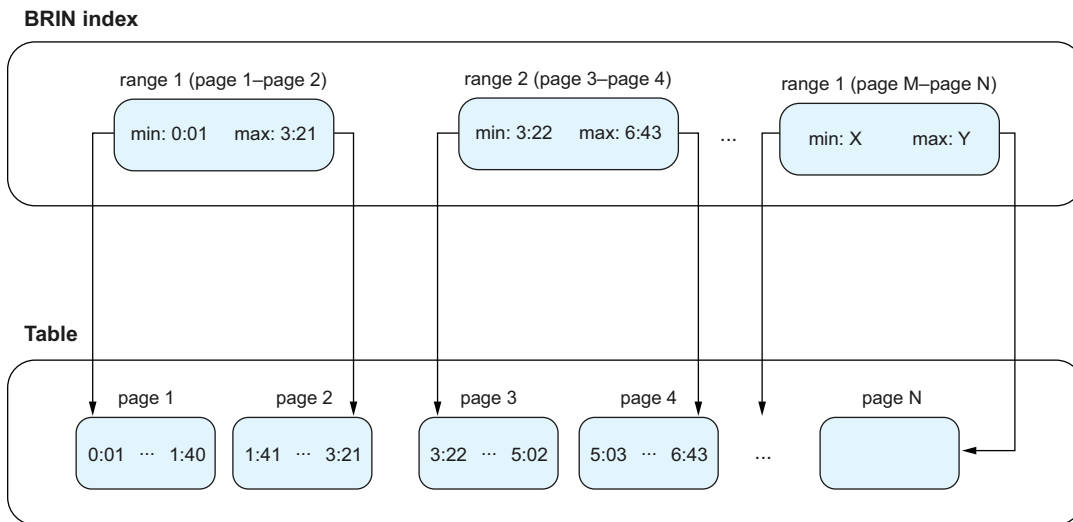 BRIN index
range 1 (page 1–page 2)
range 2 (page 3–page 4)
range 1 (page M–page N)
min: 0:01 max: 3:21
min: 3:22 max: 6:43
...
min: X max: Y
Table
page 1
page 2
page 3
page 4
page N
0:01 ... 1:40
1:41 ... 3:21
3:22 ... 5:02
5:03 ... 6:43
...